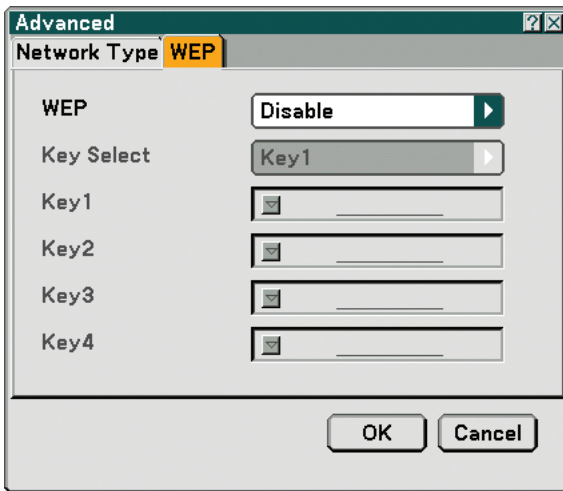 Advanced ?
Network Type WEP
WEP Disable
Key Select Key1
Key1
Key2
Key3
Key4
OK Cancel